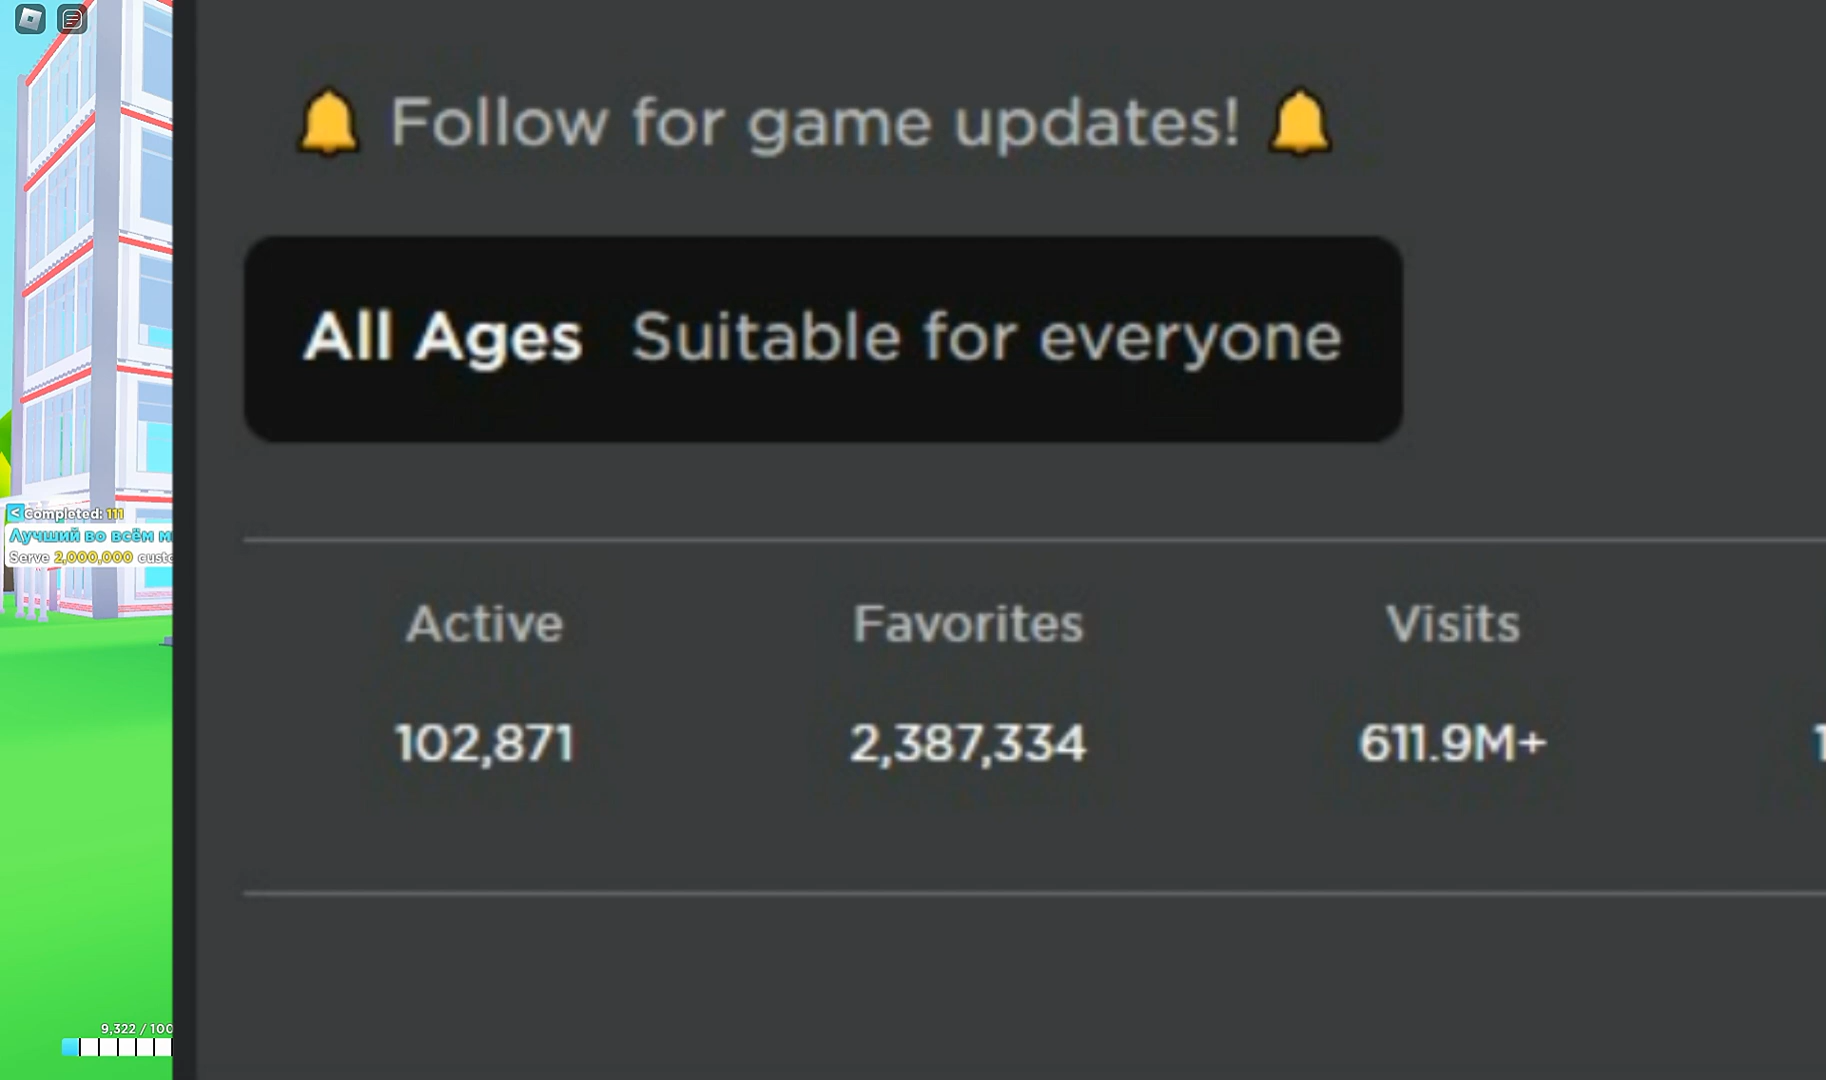 🔔 Follow for game updates! 🔔
All Ages Suitable for everyone
Active Favorites Visits
102,871 2,387,334 611.9M+
< Completed: 111
Лучший во всём
Serve 2,000,000
9,322 / 100